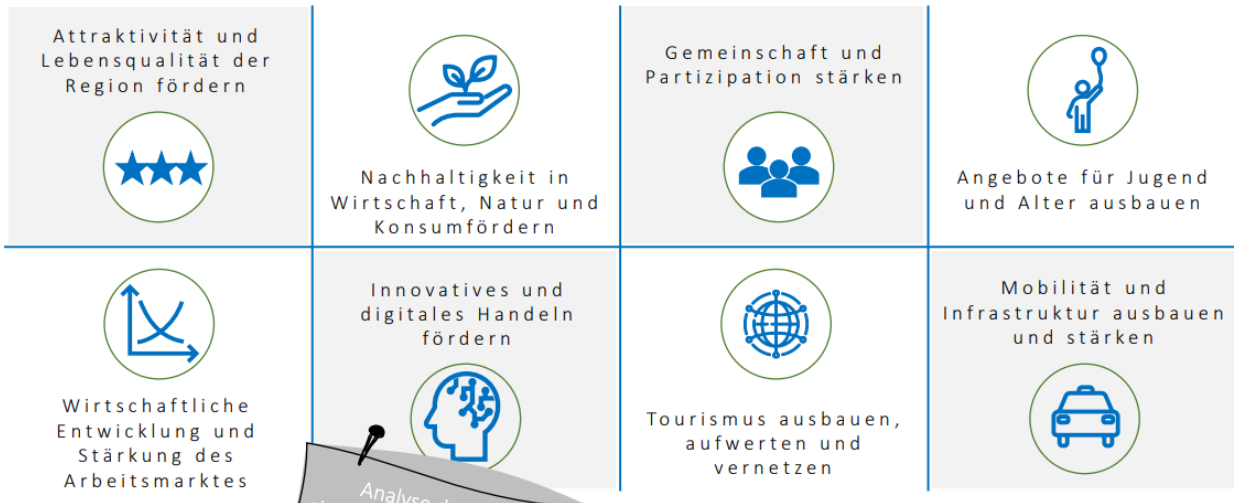 Attraktivität und
Lebensqualität der
Region fördern
Nachhaltigkeit in
Wirtschaft, Natur und
Konsumfördern
Gemeinschaft und
Partizipation stärken
Angebote für Jugend
und Alter ausbauen
Wirtschaftliche
Entwicklung und
Stärkung des
Arbeitsmarktes
Innovatives und
digitales Handeln
fördern
Tourismus ausbauen,
aufwerten und
vernetzen
Mobilität und
Infrastruktur ausbauen
und stärken